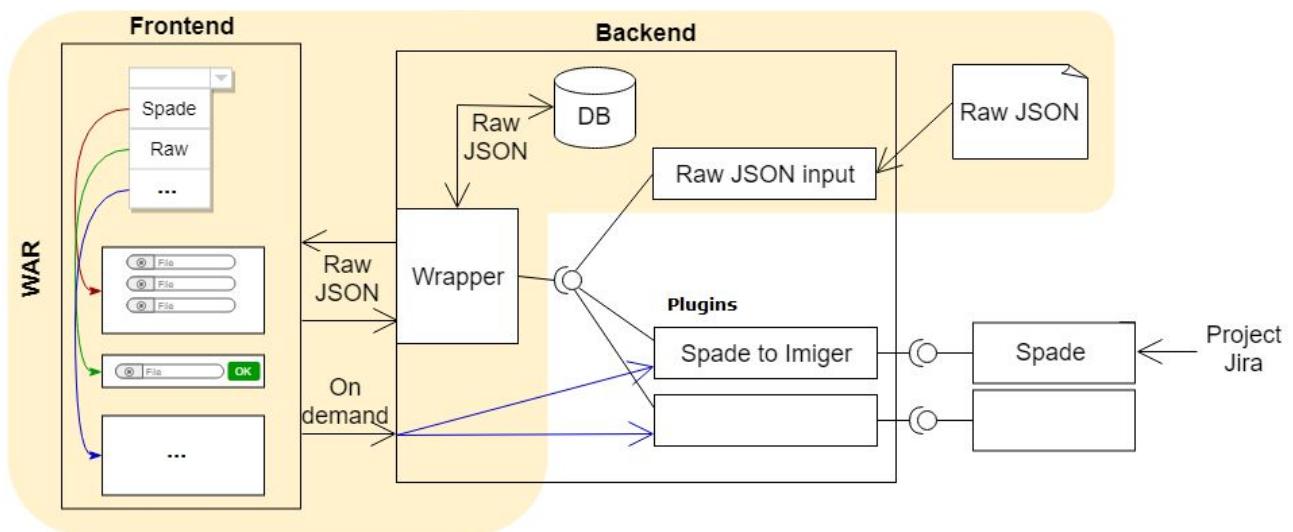 Frontend
Backend
Spade
Raw
...
DB
Raw
JSON
Raw JSON
Raw JSON input
WAR
File
File
File
Raw
JSON
Wrapper
Plugins
Spade to Imiger
Spade
Project
Jira
File
OK
On
demand
...